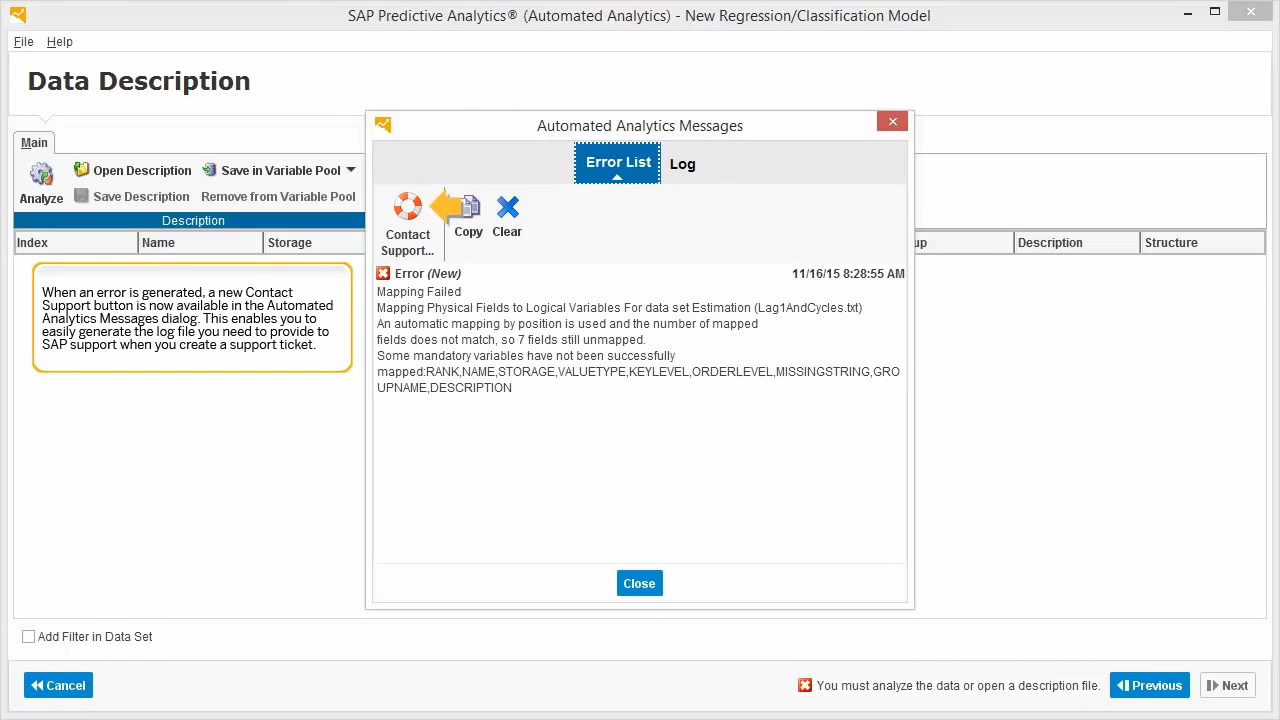 SAP Predictive Analytics® (Automated Analytics) - New Regression/Classification Model
File Help
Data Description
Main
Analyze
Open Description
Save in Variable Pool
Save Description
Remove from Variable Pool
Description
Index Name Storage up Description Structure
When an error is generated, a new Contact
Support button is now available in the Automated
Analytics Messages dialog. This enables you to
easily generate the log file you need to provide to
SAP support when you create a support ticket.
Automated Analytics Messages
Error List Log
Contact
Support...
Copy
Clear
Error (New) 11/16/15 8:28:55 AM
Mapping Failed
Mapping Physical Fields to Logical Variables For data set Estimation (Lag1AndCycles.txt)
An automatic mapping by position is used and the number of mapped
fields does not match, so 7 fields still unmapped.
Some mandatory variables have not been successfully
mapped:RANK,NAME,STORAGE,VALUETYPE,KEYLEVEL,ORDERLEVEL,MISSINGSTRING,GRO
UPNAME,DESCRIPTION
Close
Add Filter in Data Set
Cancel
You must analyze the data or open a description file.
Previous
Next